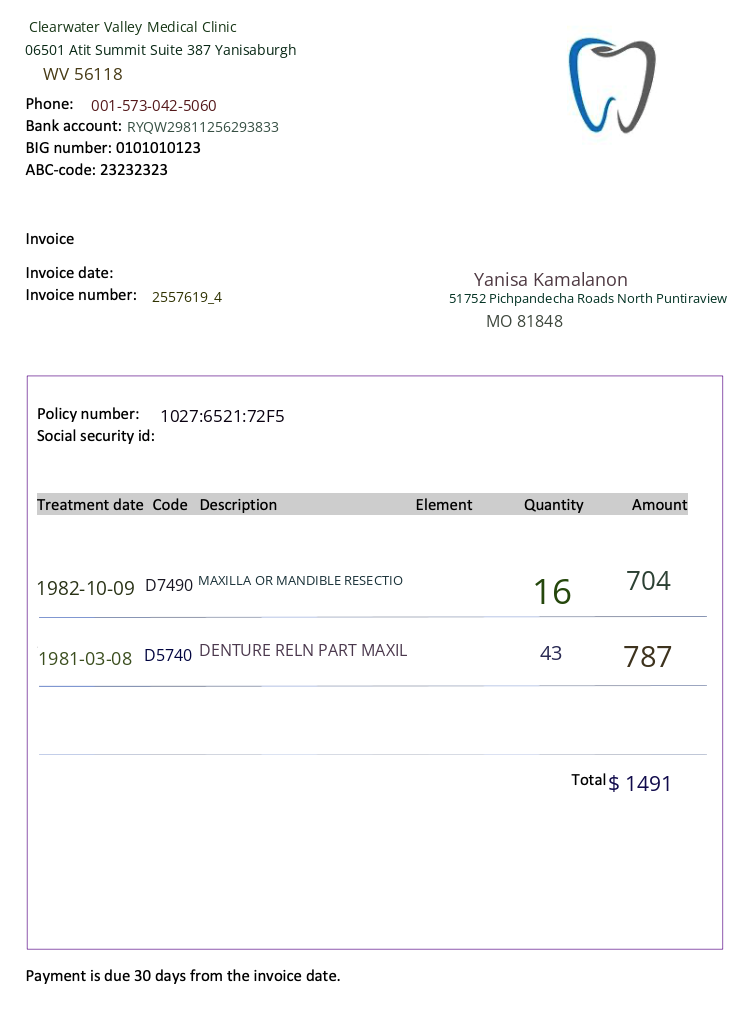 Clearwater Valley Medical Clinic
06501 Atit Summit Suite 387 Yanisaburgh
WV 56118
Phone: 001-573-042-5060
Bank account: RYQW29811256293833
BIG number: 0101010123
ABC-code: 23232323
Invoice
Invoice date:
Invoice number: 2557619_4
Yanisa Kamalanon
51752 Pichpandecha Roads North Puntiraview
MO 81848
Policy number: 1027:6521:72F5
Social security id:
Treatment date Code Description Element Quantity Amount
1982-10-09 D7490 MAXILLA OR MANDIBLE RESECTIO 16 704
1981-03-08 D5740 DENTURE RELN PART MAXIL 43 787
Total $ 1491
Payment is due 30 days from the invoice date.